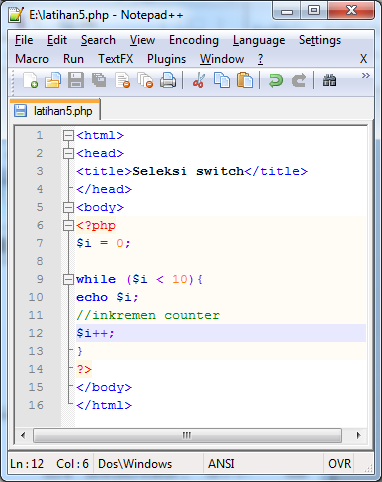 E:\latihan5.php - Notepad++
File Edit Search View Encoding Language Settings
Macro Run TextFX Plugins Window ? X
latihan5.php
1 <html>
2 <head>
3 <title>Seleksi switch</title>
4 </head>
5 <body>
6 <?php
7 $i = 0;
8
9 while ($i < 10){
10 echo $i;
11 //inkremen counter
12 $i++;
13 }
14 ?>
15 </body>
16 </html>
Ln : 12 Col : 6 Dos\Windows ANSI OVR